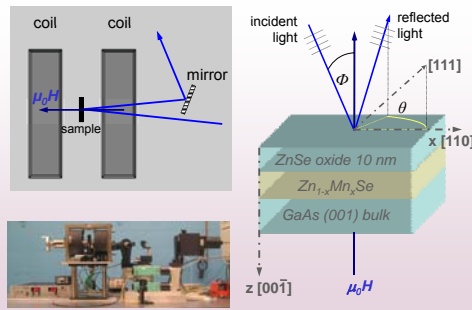 coil
coil
mirror
μ₀H
sample
incident
light
reflected
light
Φ
[111]
θ
x [110]
ZnSe oxide 10 nm
Zn₁₋ₓMnₓSe
GaAs (001) bulk
z [001̄]
μ₀H